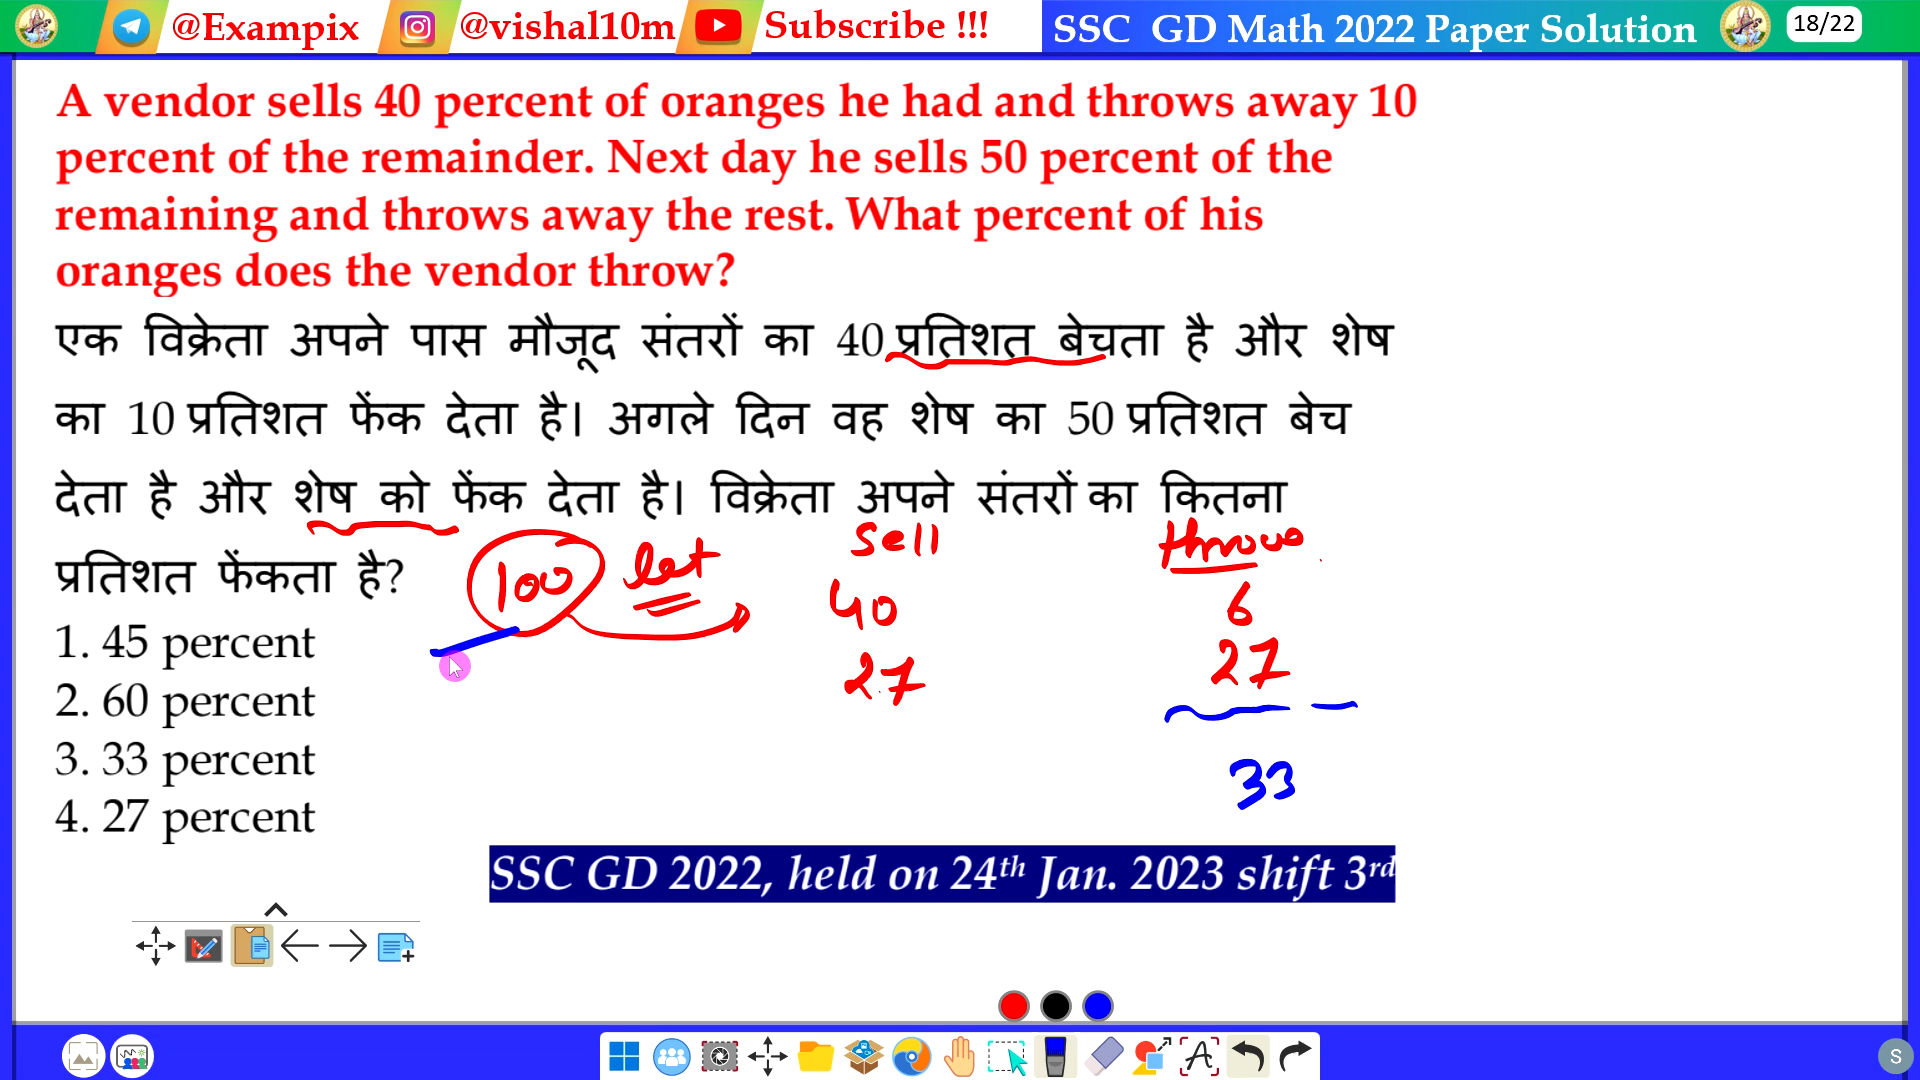 @Exampix @vishal10m Subscribe !!! SSC GD Math 2022 Paper Solution 18/22
A vendor sells 40 percent of oranges he had and throws away 10
percent of the remainder. Next day he sells 50 percent of the
remaining and throws away the rest. What percent of his
oranges does the vendor throw?
एक विक्रेता अपने पास मौजूद संतरों का 40 प्रतिशत बेचता है और शेष
का 10 प्रतिशत फेंक देता है। अगले दिन वह शेष का 50 प्रतिशत बेच
देता है और शेष को फेंक देता है। विक्रेता अपने संतरों का कितना
प्रतिशत फेंकता है?
100 let
sell throw
40 6
27 27
33
1. 45 percent
2. 60 percent
3. 33 percent
4. 27 percent
SSC GD 2022, held on 24th Jan. 2023 shift 3rd
A
S